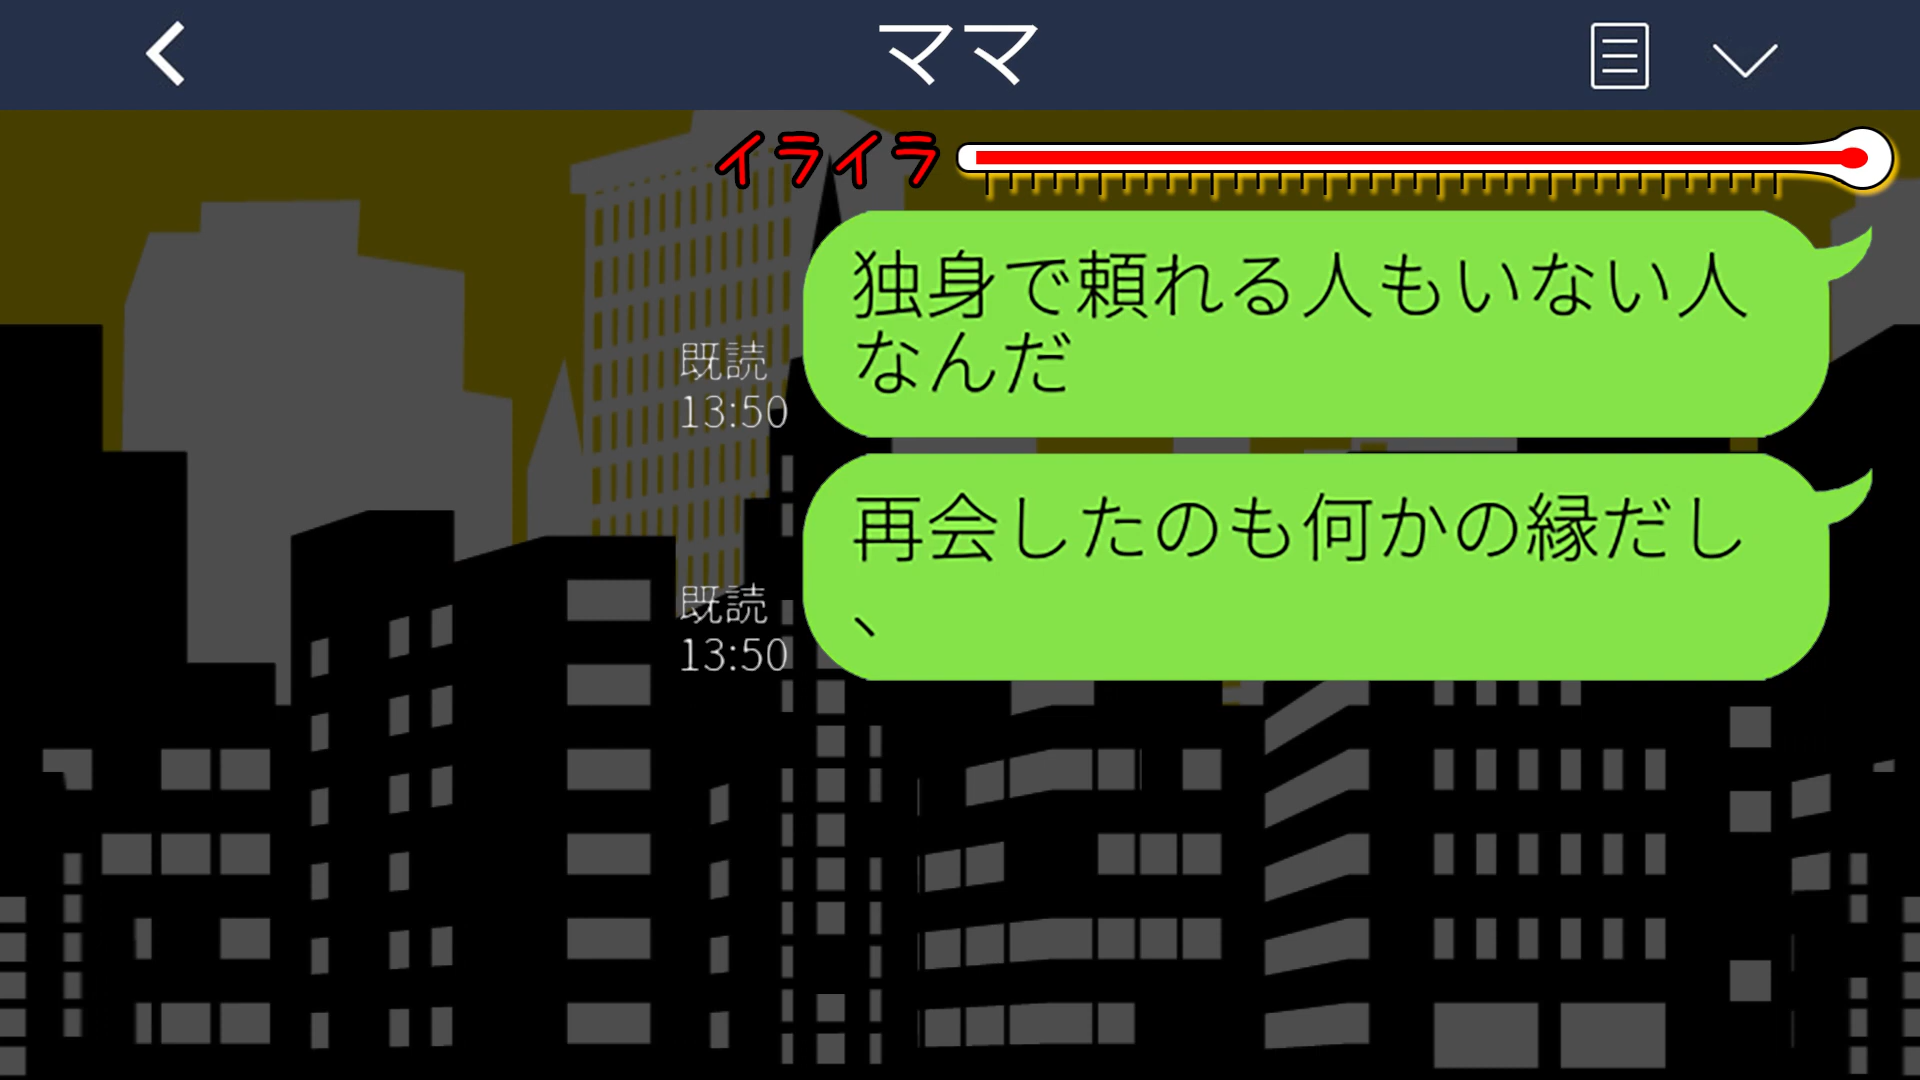 ママ
イライラ
独身で頼れる人もいない人
なんだ
既読
13:50
再会したのも何かの縁だし
、
既読
13:50